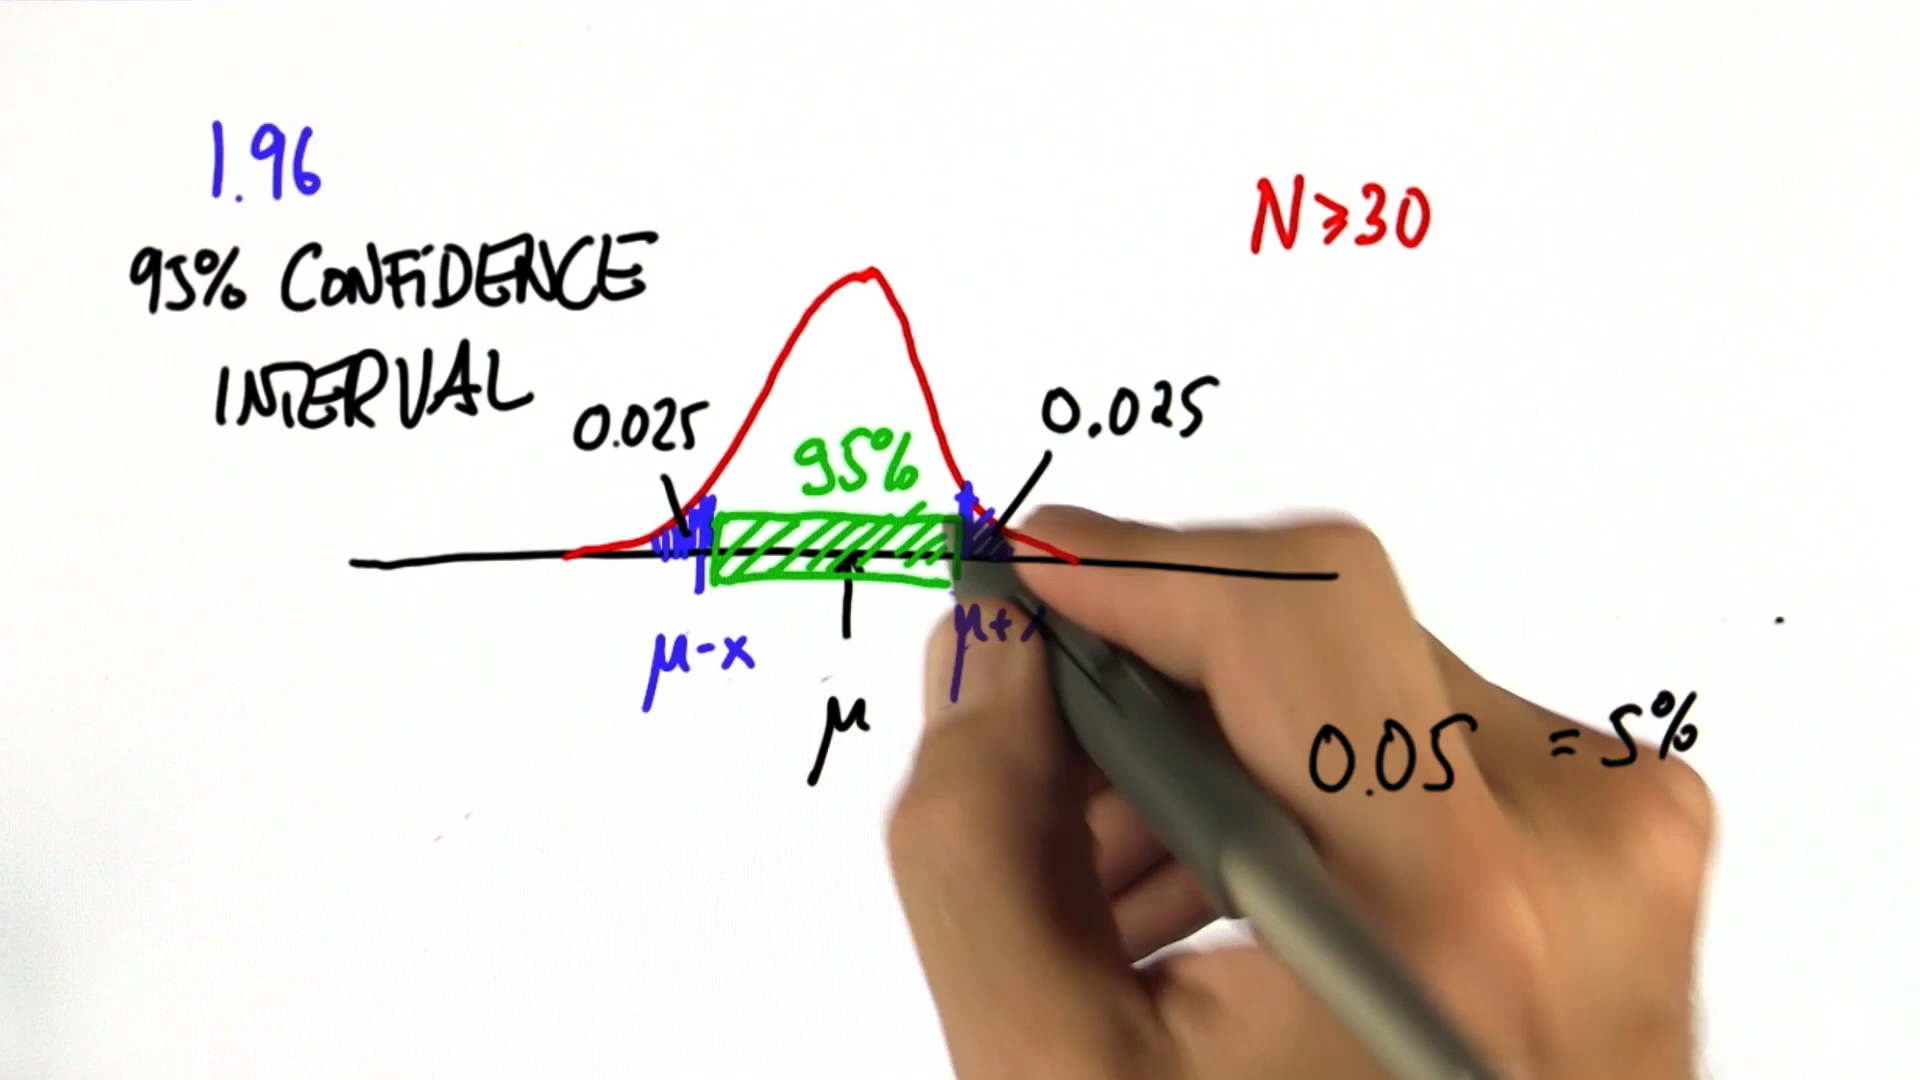 1.96
N ≥ 30
95% CONFIDENCE
INTERVAL
0.025
0.025
95%
μ-x
μ+x
μ
0.05 = 5%